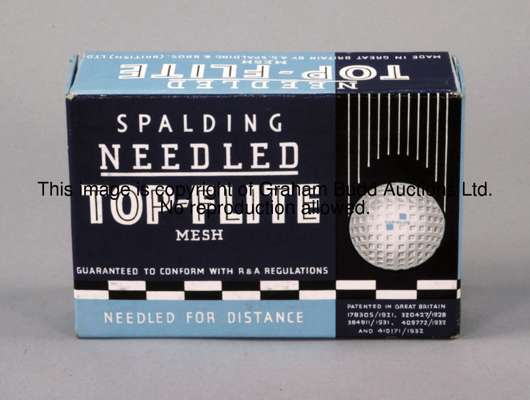 MADE IN GREAT BRITAIN BY A.G. SPALDING & BROS. (BRITISH) LTD
MESH
TOP-FLITE
NEEDLED
SPALDING
NEEDLED
TOP-FLITE
MESH
This image is copyright of Graham Budd Auctions Ltd.
No reproduction allowed.
GUARANTEED TO CONFORM WITH R & A REGULATIONS
NEEDLED FOR DISTANCE
PATENTED IN GREAT BRITAIN
178305/1921, 320427/1928
384911/1931, 409772/1932
AND 410171/1932